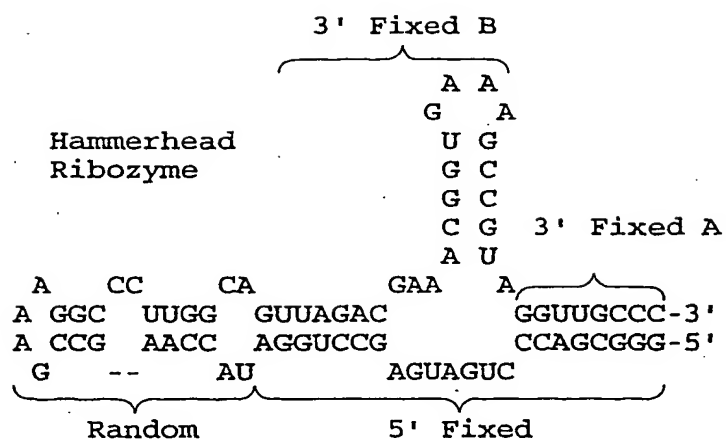 3' Fixed B
A A
G A
Hammerhead
U G
Ribozyme
G C
G C
C G
3' Fixed A
A U
A CC CA GAA A
A GGC UUGG GUUAGAC GGUUGCCC-3'
A CCG AACC AGGUCCG CCAGCGGG-5'
G -- AU AGUAGUC
Random 5' Fixed